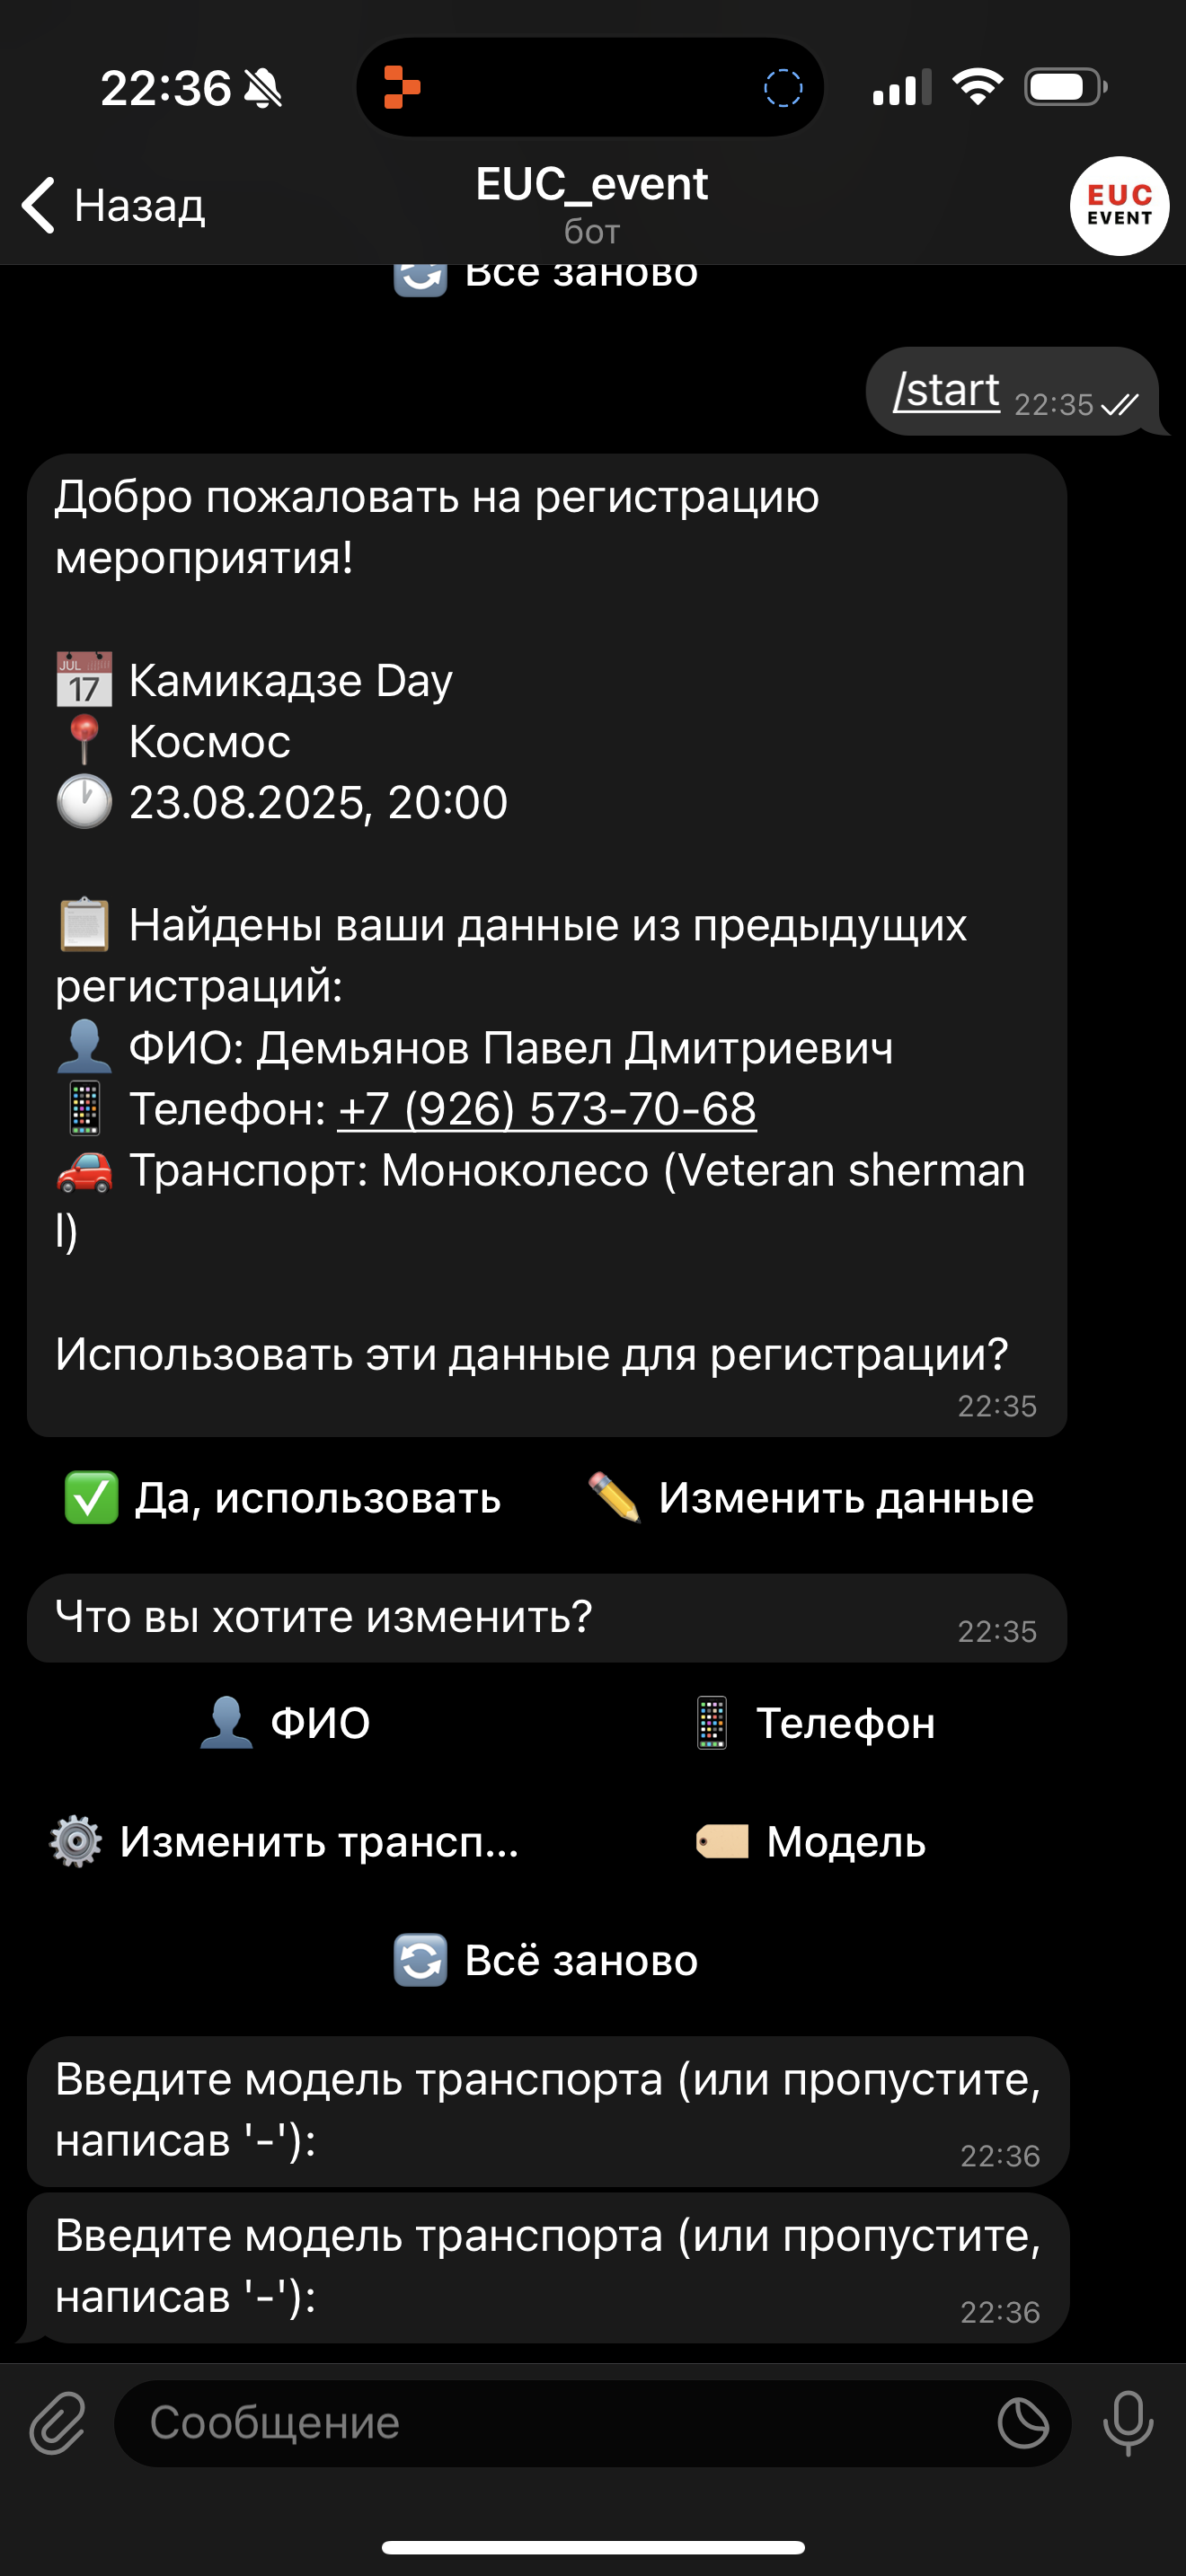 22:36
Назад
EUC_event
бот
EUC
EVENT
Всё заново
/start 22:35
Добро пожаловать на регистрацию
мероприятия!
JUL
17 Камикадзе Day
Космос
23.08.2025, 20:00
Найдены ваши данные из предыдущих
регистраций:
ФИО: Демьянов Павел Дмитриевич
Телефон: +7 (926) 573-70-68
Транспорт: Моноколесо (Veteran sherman
l)
Использовать эти данные для регистрации?
22:35
Да, использовать
Изменить данные
Что вы хотите изменить?
22:35
ФИО
Телефон
Изменить трансп...
Модель
Всё заново
Введите модель транспорта (или пропустите,
написав '-'):
22:36
Введите модель транспорта (или пропустите,
написав '-'):
22:36
Сообщение